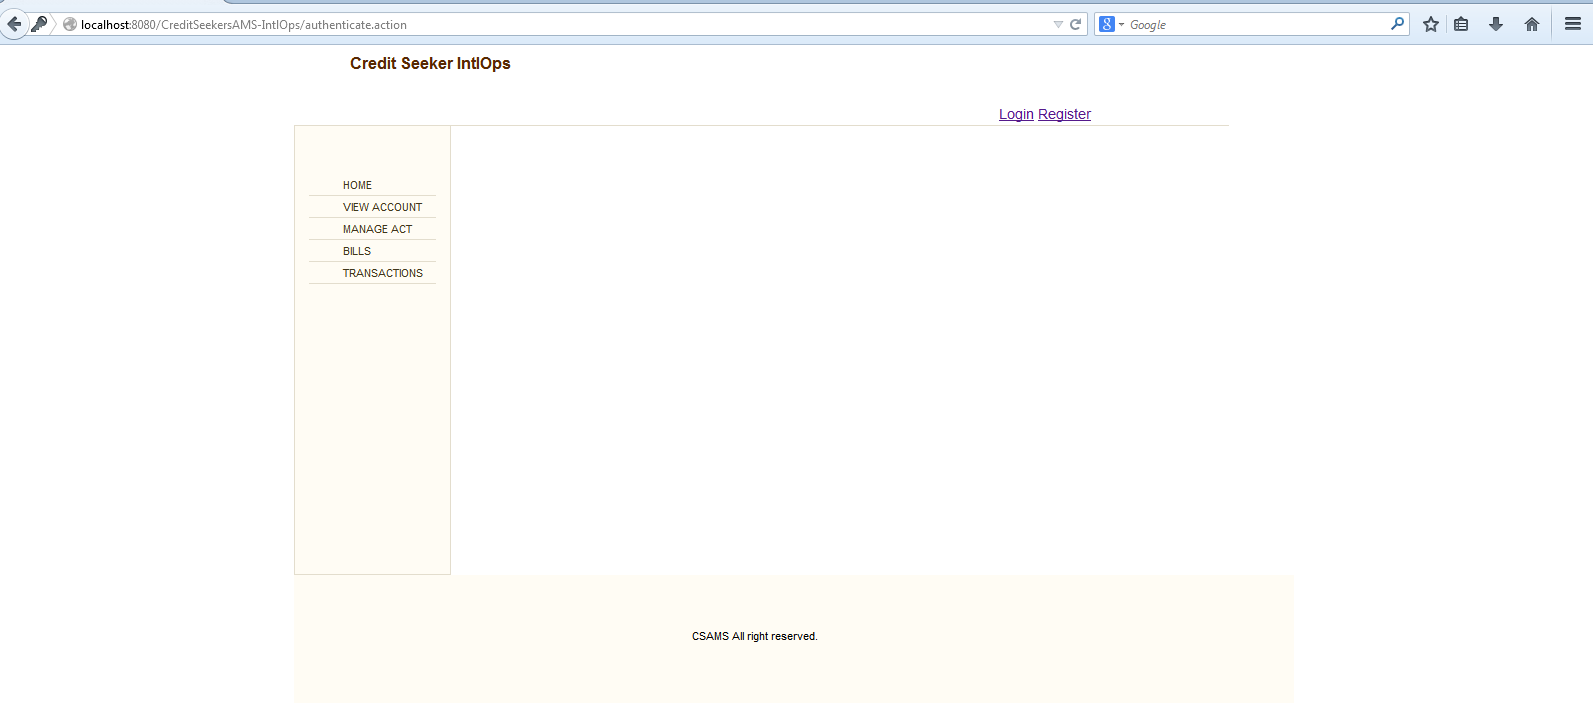 localhost:8080/CreditSeekersAMS-IntlOps/authenticate.action
8 Google
Credit Seeker IntlOps
Login Register
HOME
VIEW ACCOUNT
MANAGE ACT
BILLS
TRANSACTIONS
CSAMS All right reserved.